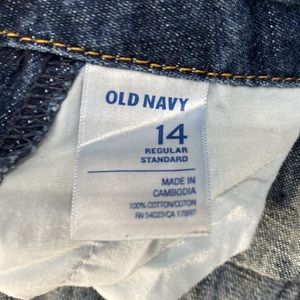 OLD NAVY
14
REGULAR
STANDARD
MADE IN
CAMBODIA
100% COTTON/COTON
RN 54023/CA 17897